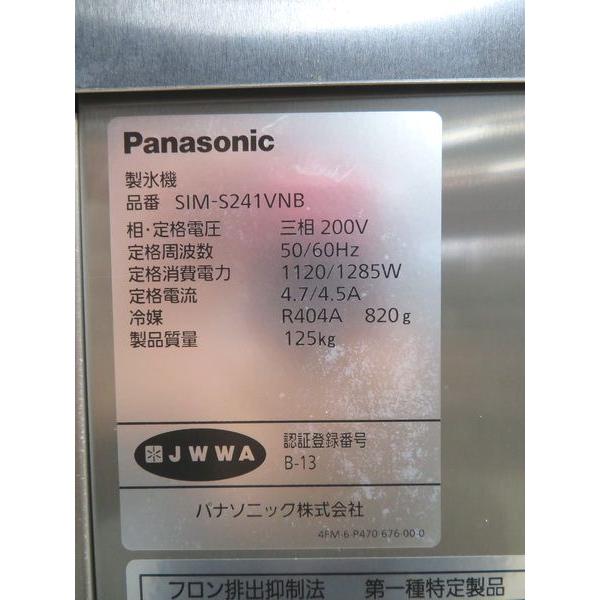 Panasonic
製氷機
品番 SIM-S241VNB
相・定格電圧 三相 200V
定格周波数 50/60Hz
定格消費電力 1120/1285W
定格電流 4.7/4.5A
冷媒 R404A 820g
製品質量 125kg
JWWA 認証登録番号
B-13
パナソニック株式会社
4FM-6-P470-676-00-0
フロン排出抑制法 第一種特定製品